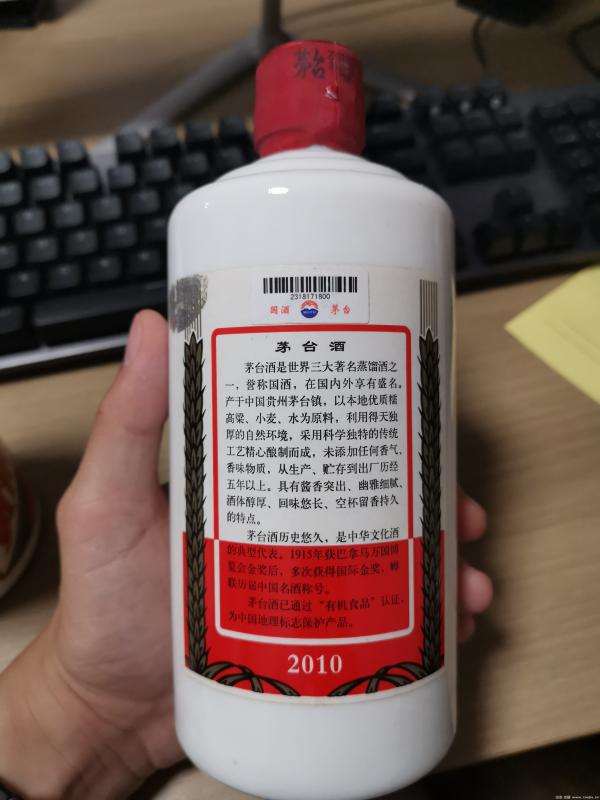 茅台酒
2318171800
国酒 茅台
茅台酒
茅台酒是世界三大著名蒸馏酒之
一，誉称国酒，在国内外享有盛名。
产于中国贵州茅台镇，以本地优质糯
高粱、小麦、水为原料，利用得天独
厚的自然环境，采用科学独特的传统
工艺精心酿制而成，未添加任何香气、
香味物质，从生产、贮存到出厂历经
五年以上。具有酱香突出、幽雅细腻、
酒体醇厚、回味悠长、空杯留香持久
的特点。
茅台酒历史悠久，是中华文化酒
的典型代表。1915年获巴拿马万国博
览会金奖后，多次获得国际金奖，蝉
联历届中国名酒称号。
茅台酒已通过“有机食品”认证，
为中国地理标志保护产品。
2010